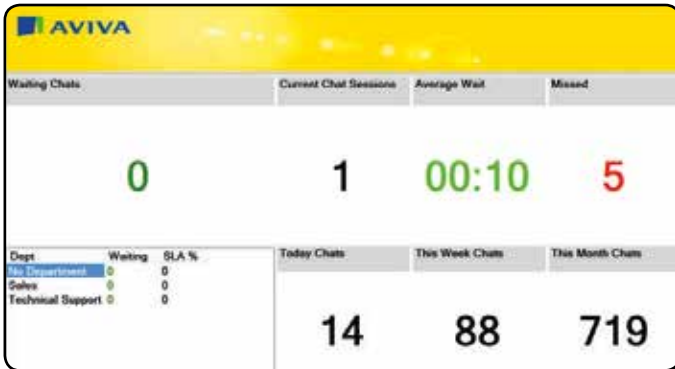 AVIVA
Waiting Chats
Current Chat Sessions
Average Wait
Missed
0
1
00:10
5
Dept Waiting SLA %
No Department 0 0
Sales 0 0
Technical Support 0 0
Today Chats
This Week Chats
This Month Chats
14
88
719